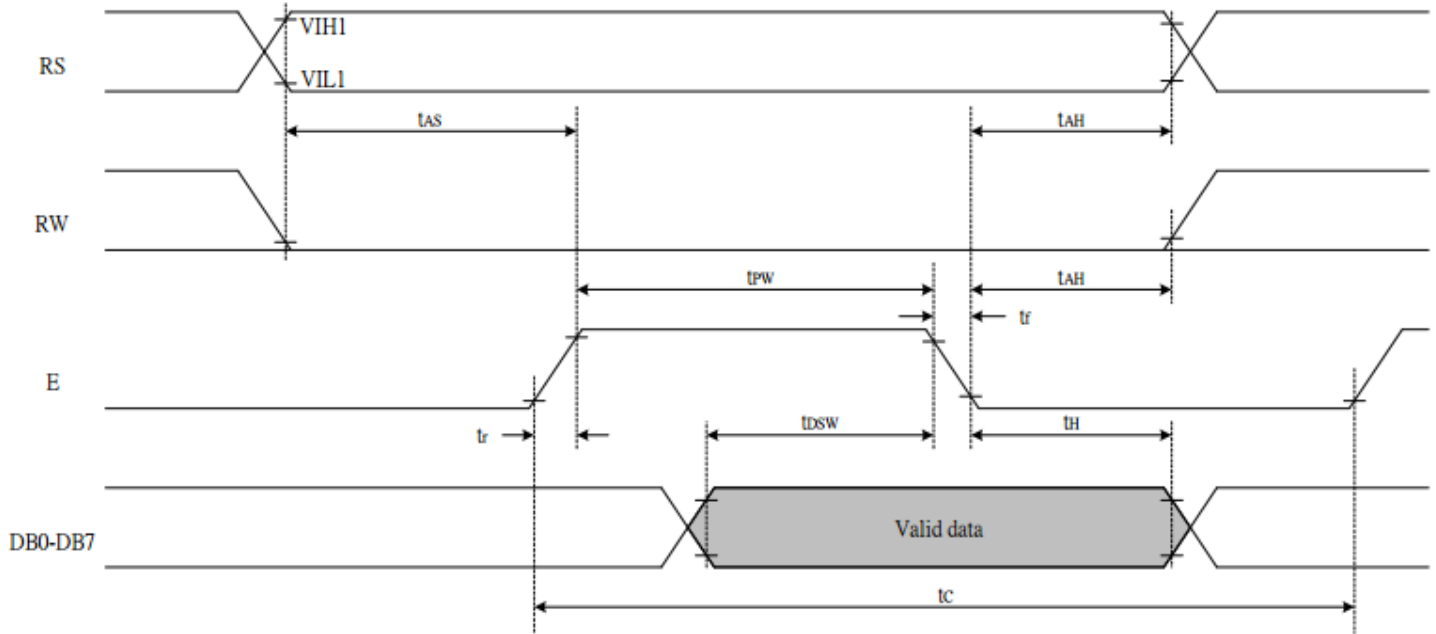 VIH1
RS
VIL1
tAS
tAH
RW
tPW
tAH
tf
E
tr
tDSW
tH
DB0-DB7
Valid data
tC